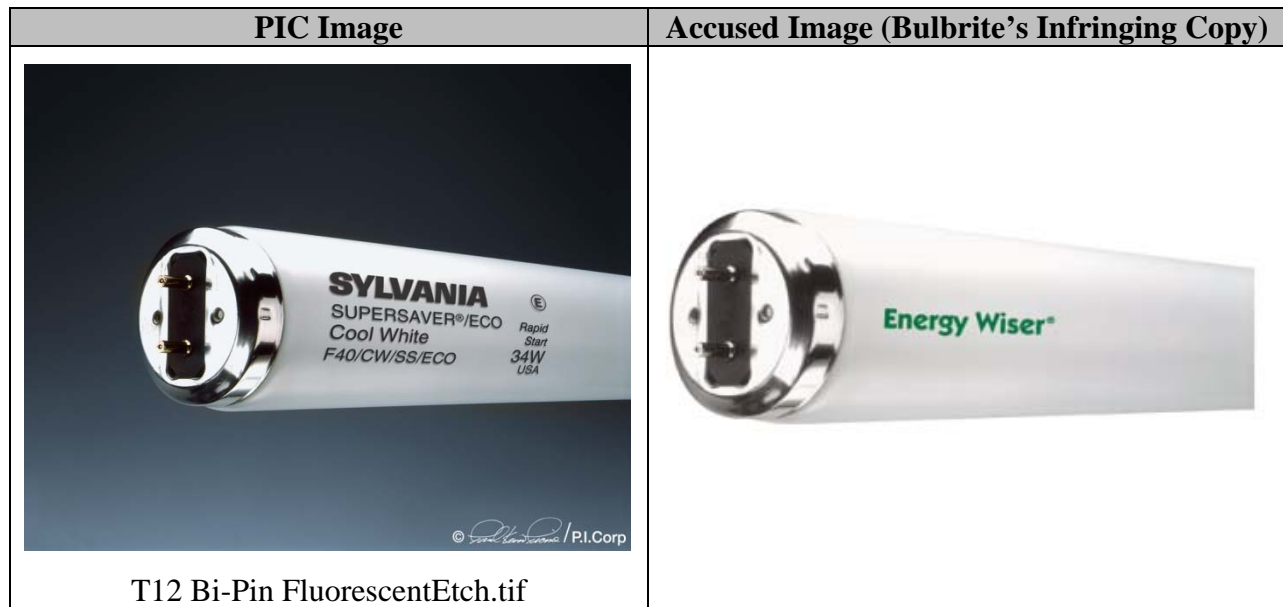 PIC Image
Accused Image (Bulbrite’s Infringing Copy)
SYLVANIA
SUPERSAVER®/ECO
Cool White
F40/CW/SS/ECO
E
Rapid
Start
34W
USA
©
/P.I.Corp
Energy Wiser®
T12 Bi-Pin FluorescentEtch.tif